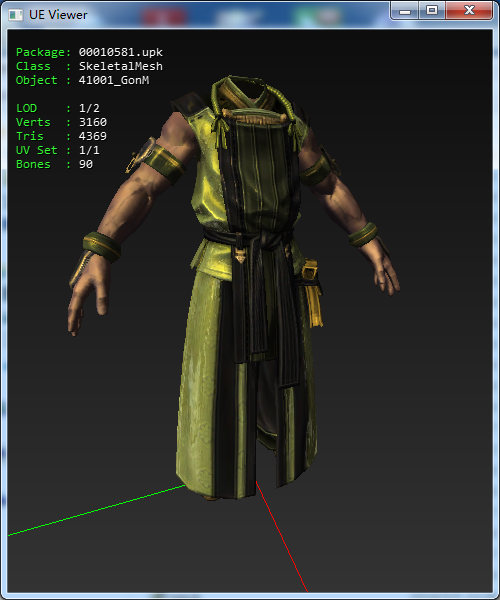 UE Viewer
Package: 00010581.upk
Class : SkeletalMesh
Object : 41001_GonM
LOD : 1/2
Verts : 3160
Tris : 4369
UV Set : 1/1
Bones : 90